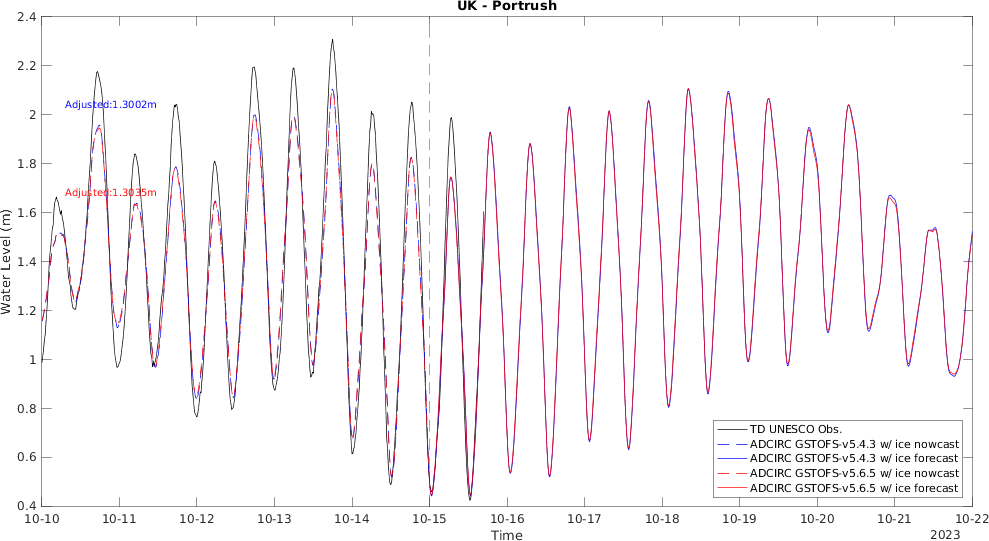 UK - Portrush
2.4
2.2
2
1.8
1.6
1.4
1.2
1
0.8
0.6
0.4
Water Level (m)
Adjusted:1.3002m
Adjusted:1.3035m
TD UNESCO Obs.
ADCIRC GSTOFS-v5.4.3 w/ ice nowcast
ADCIRC GSTOFS-v5.4.3 w/ ice forecast
ADCIRC GSTOFS-v5.6.5 w/ ice nowcast
ADCIRC GSTOFS-v5.6.5 w/ ice forecast
10-10 10-11 10-12 10-13 10-14 10-15 10-16 10-17 10-18 10-19 10-20 10-21 10-22
Time
2023